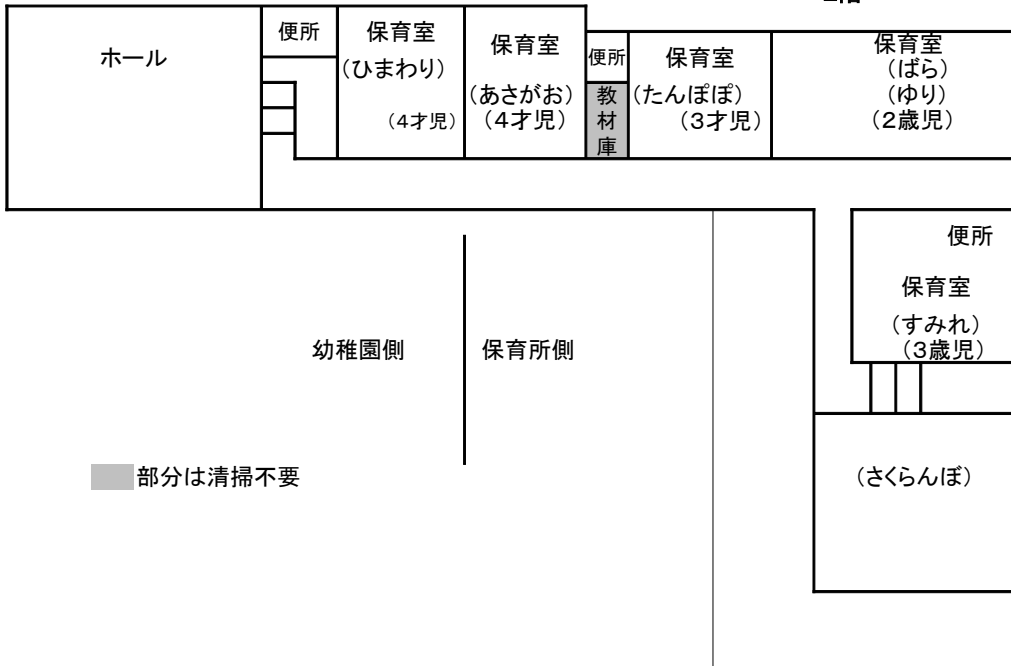 ホール
便所
保育室
(ひまわり)
(4才児)
保育室
(あさがお)
(4才児)
便所
教
材
庫
保育室
(たんぽぽ)
(3才児)
保育室
(ばら)
(ゆり)
(2歳児)
便所
保育室
(すみれ)
(3歳児)
幼稚園側
保育所側
部分は清掃不要
(さくらんぼ)